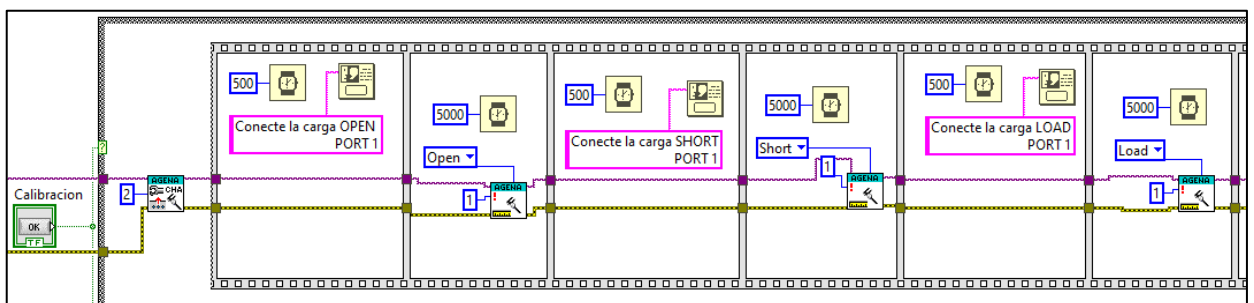 Calibracion
OK
TF
?
2
AGENA
CHA
500
Conecte la carga OPEN
PORT 1
5000
Open
1
AGENA
500
Conecte la carga SHORT
PORT 1
5000
Short
1
AGENA
500
Conecte la carga LOAD
PORT 1
5000
Load
1
AGENA